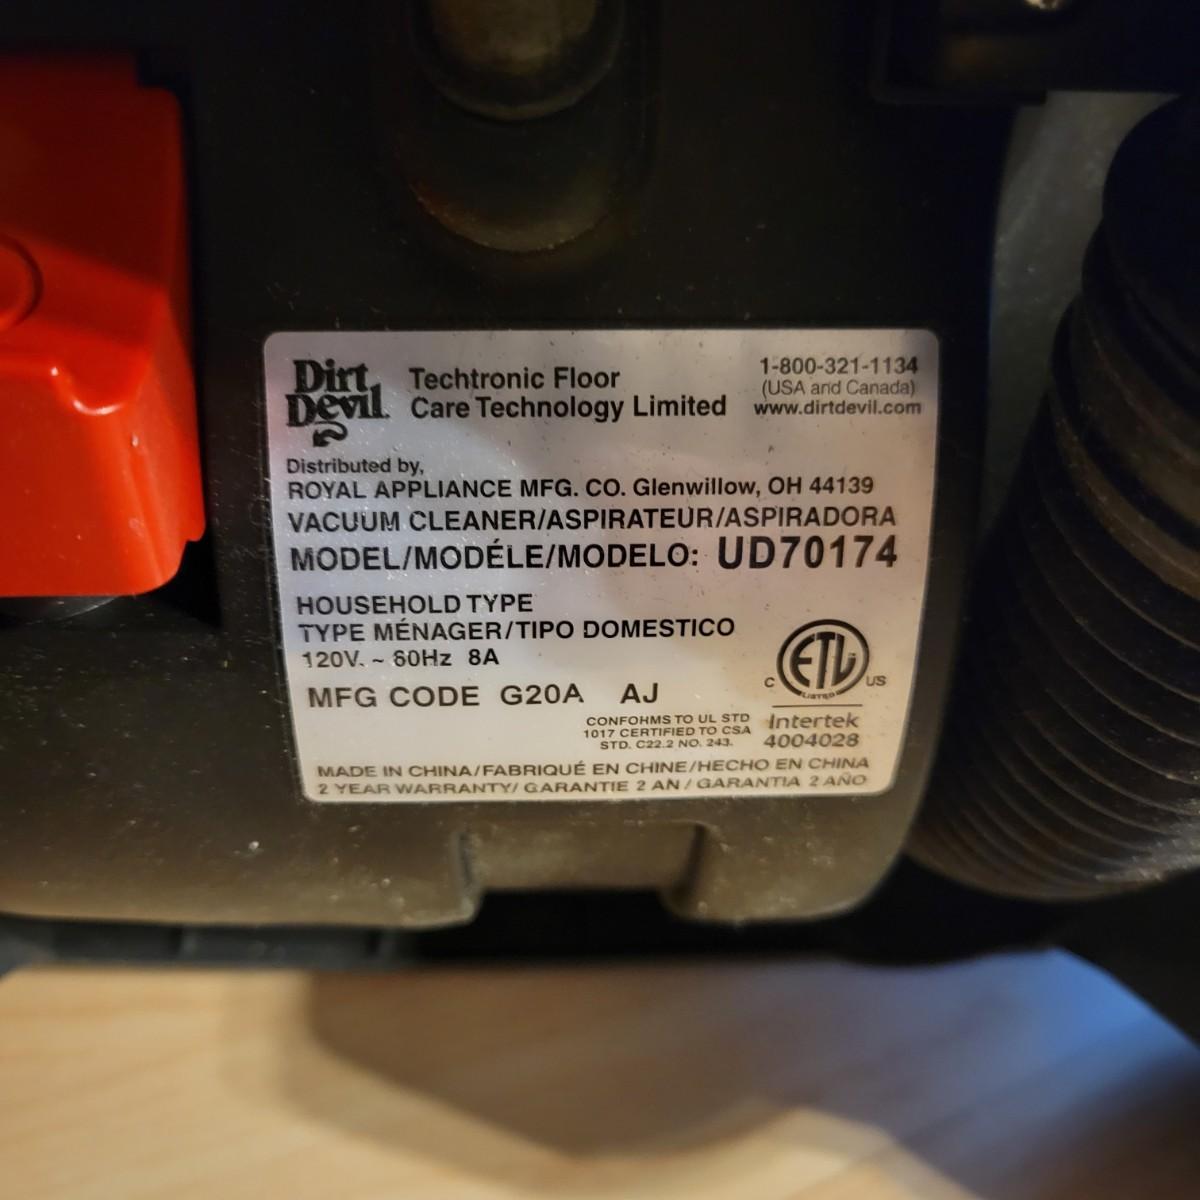 Dirt
Devil.
Techtronic Floor
Care Technology Limited
1-800-321-1134
(USA and Canada)
www.dirtdevil.com
Distributed by,
ROYAL APPLIANCE MFG. CO. Glenwillow, OH 44139
VACUUM CLEANER/ASPIRATEUR/ASPIRADORA
MODEL/MODÉLE/MODELO: UD70174
HOUSEHOLD TYPE
TYPE MÉNAGER/TIPO DOMESTICO
120V. ~ 60Hz 8A
MFG CODE G20A AJ
CONFOHMS TO UL STD
1017 CERTIFIED TO CSA
STD. C22.2 NO. 243.
ETL
LISTED
C US
Intertek
4004028
MADE IN CHINA/FABRIQUÉ EN CHINE/HECHO EN CHINA
2 YEAR WARRANTY/ GARANTIE 2 AN / GARANTIA 2 AÑO